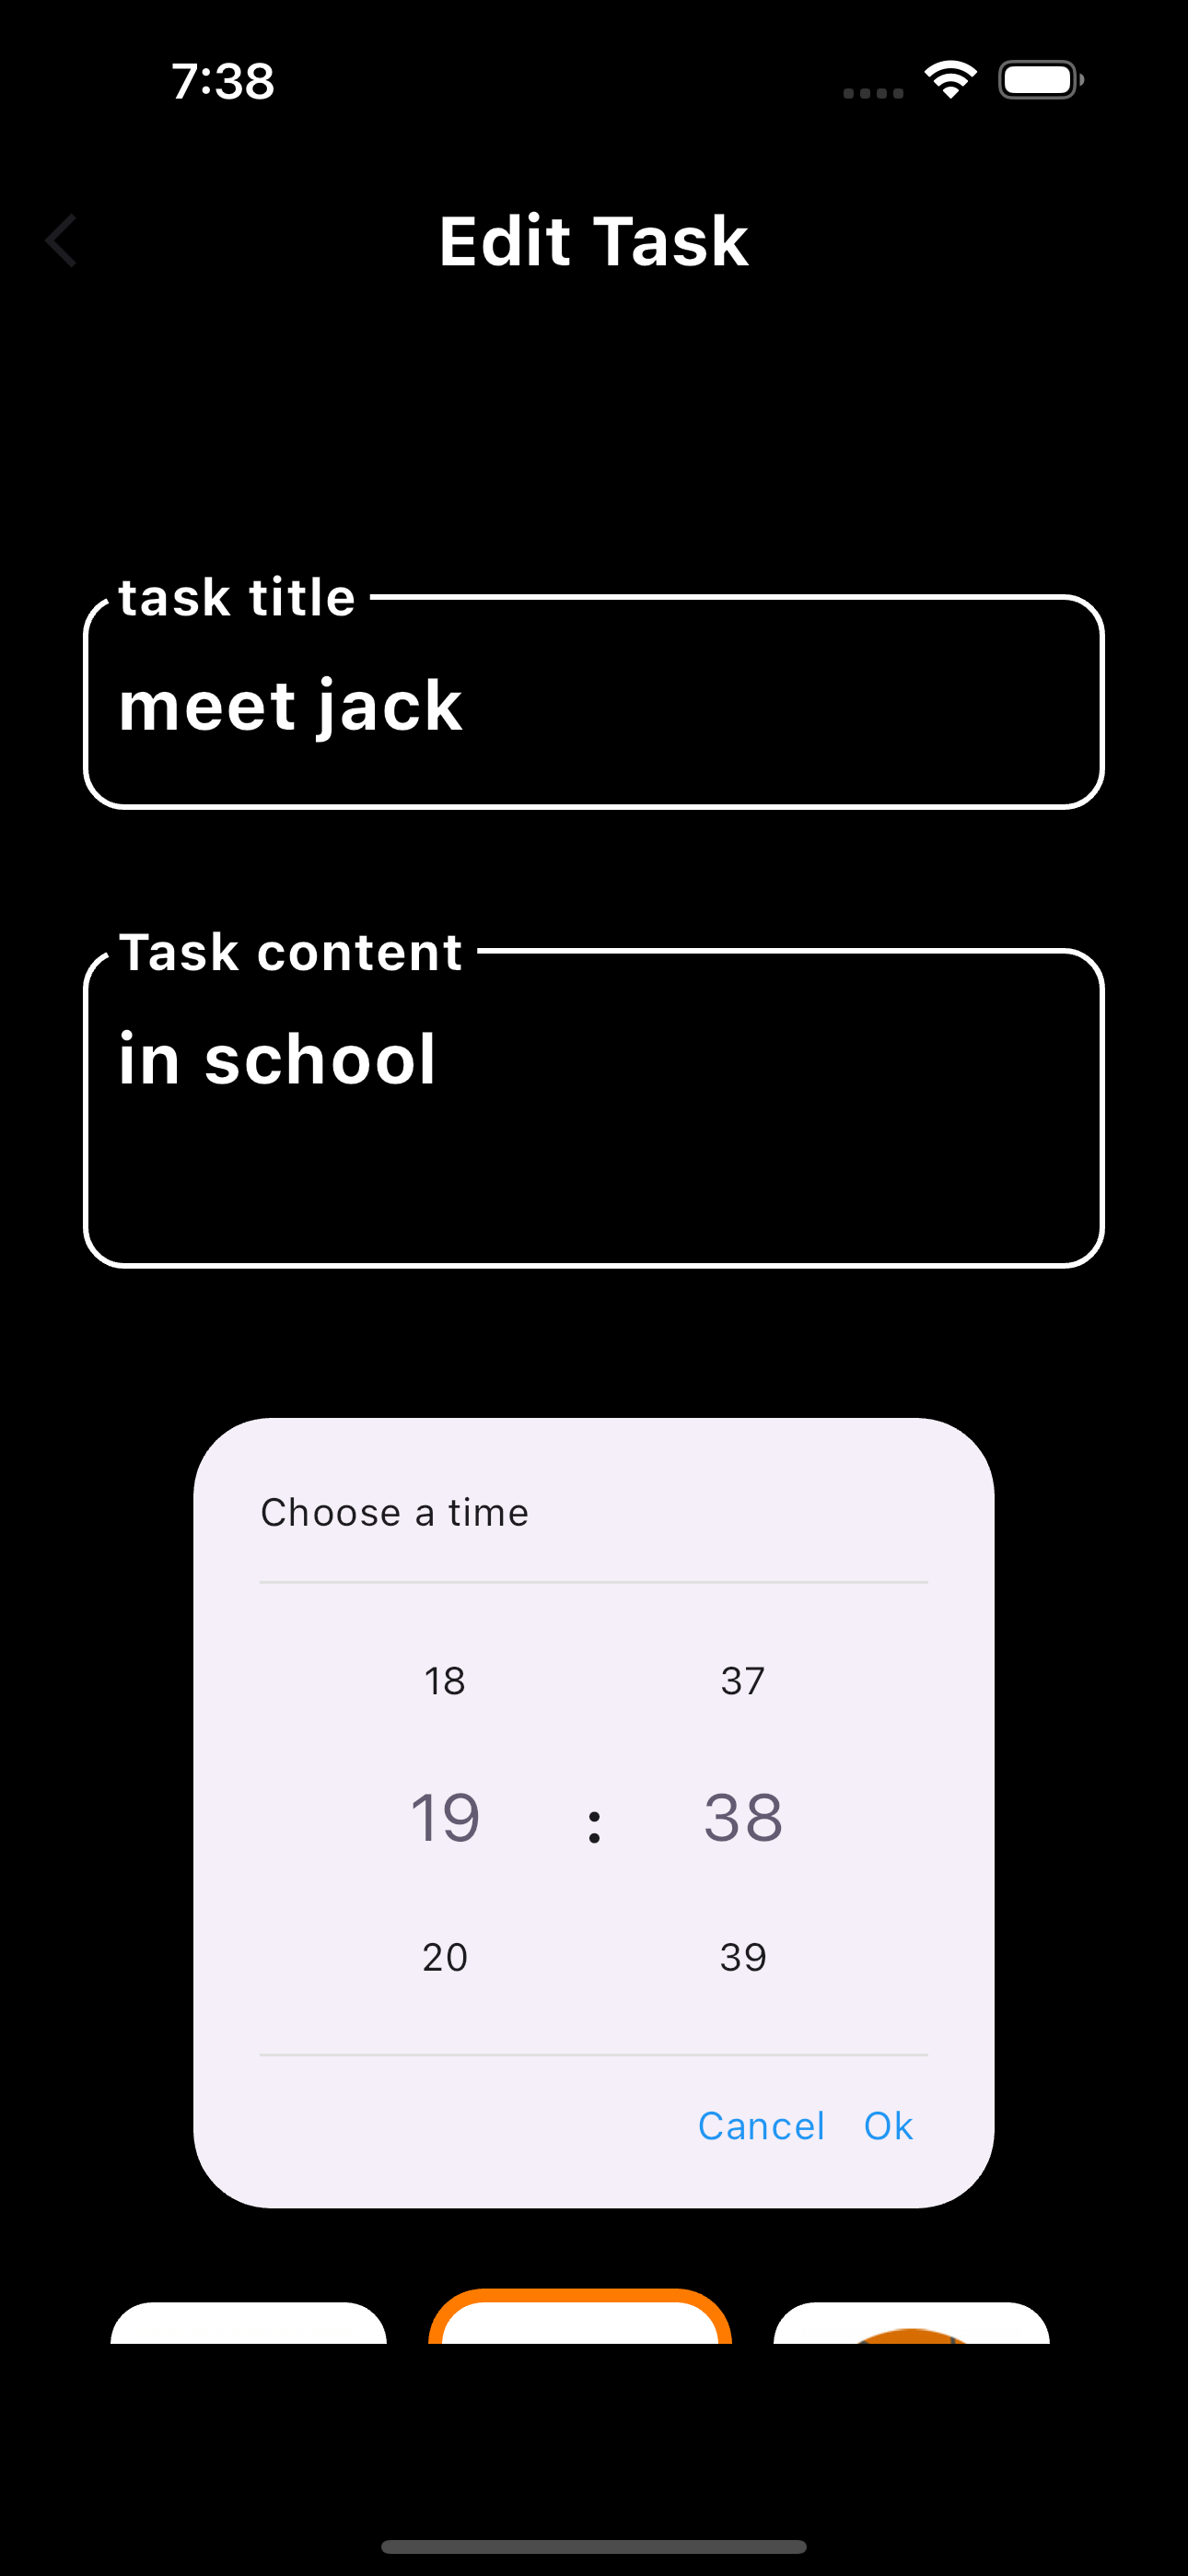 7:38
Edit Task
task title
meet jack
Task content
in school
Choose a time
18 37
19 : 38
20 39
Cancel Ok